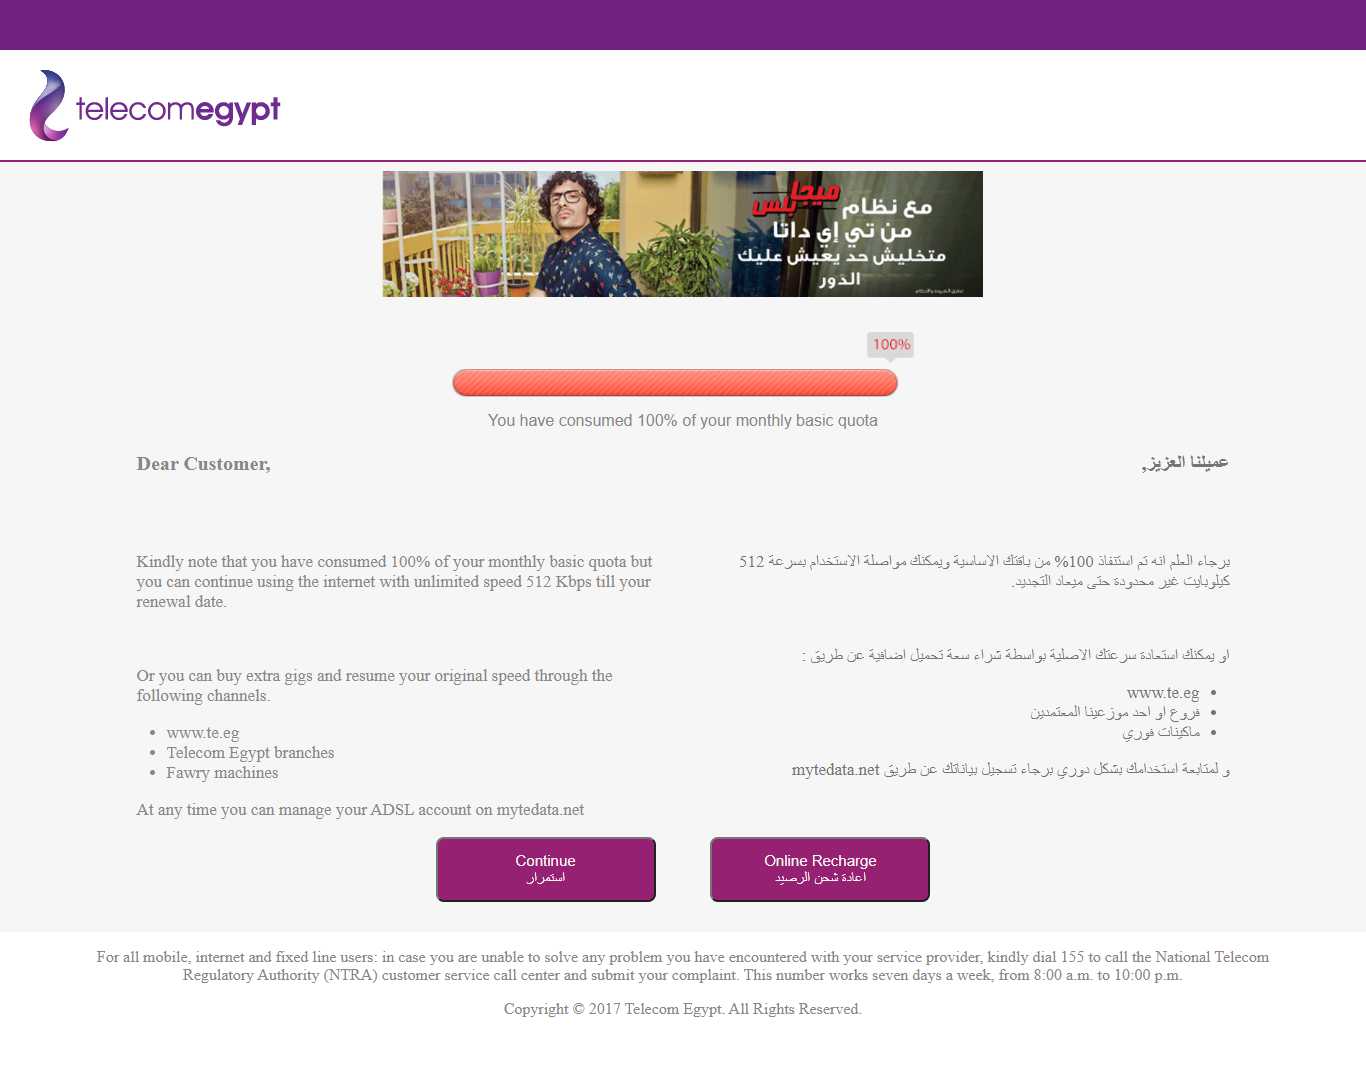 telecomegypt
مع نظام ميجا بلس
من تي إي داتا
متخليش حد يعيش عليك
الدور
100%
You have consumed 100% of your monthly basic quota
Dear Customer,
Kindly note that you have consumed 100% of your monthly basic quota but
you can continue using the internet with unlimited speed 512 Kbps till your
renewal date.
Or you can buy extra gigs and resume your original speed through the
following channels.
• www.te.eg
• Telecom Egypt branches
• Fawry machines
At any time you can manage your ADSL account on mytedata.net
عميلنا العزيز,
برجاء العلم انه تم استنفاذ 100% من باقتك الاساسية ويمكنك مواصلة الاستخدام بسرعة 512
كيلوبايت غير محدودة حتى ميعاد التجديد.
او يمكنك استعادة سرعتك الاصلية بواسطة شراء سعة تحميل اضافية عن طريق :
• www.te.eg
• فروع او احد موزعينا المعتمدين
• ماكينات فوري
و لمتابعة استخدامك بشكل دوري برجاء تسجيل بياناتك عن طريق mytedata.net
Continue
استمرار
Online Recharge
اعادة شحن الرصيد
For all mobile, internet and fixed line users: in case you are unable to solve any problem you have encountered with your service provider, kindly dial 155 to call the National Telecom
Regulatory Authority (NTRA) customer service call center and submit your complaint. This number works seven days a week, from 8:00 a.m. to 10:00 p.m.
Copyright © 2017 Telecom Egypt. All Rights Reserved.